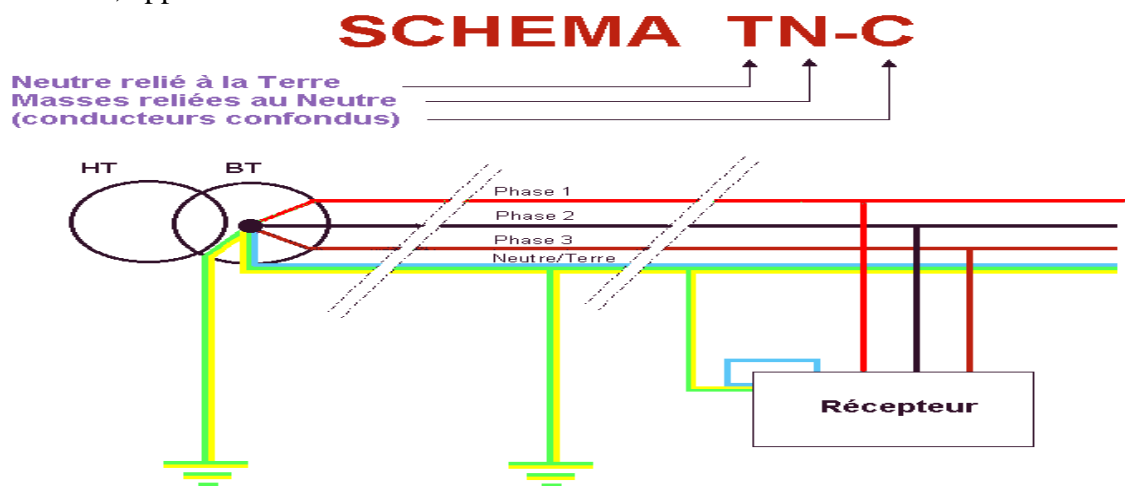 SCHEMA TN-C
Neutre relié à la Terre
Masses reliées au Neutre
(conducteurs confondus)
HT
BT
Phase 1
Phase 2
Phase 3
Neutre/Terre
Récepteur